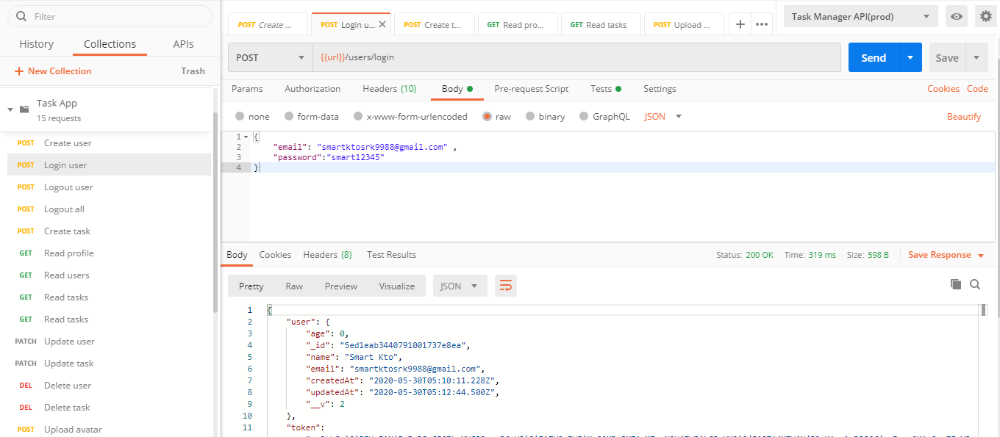 Filter
History Collections APIs
+ New Collection Trash
Task App
15 requests
POST Create user
POST Login user
POST Logout user
POST Logout all
POST Create task
GET Read profile
GET Read users
GET Read tasks
GET Read tasks
PATCH Update user
PATCH Update task
DEL Delete user
DEL Delete task
POST Upload avatar
POST Create ... POST Login u... POST Create t... GET Read pro... GET Read tasks POST Upload ... Task Manager API(prod)
POST {{url}}/users/login Send Save
Params Authorization Headers (10) Body Pre-request Script Tests Settings Cookies Code
none form-data x-www-form-urlencoded raw binary GraphQL JSON Beautify
1 {
2 "email": "smartktosrk9988@gmail.com" ,
3 "password":"smart12345"
4 }
Body Cookies Headers (8) Test Results Status: 200 OK Time: 319 ms Size: 598 B Save Response
Pretty Raw Preview Visualize JSON
1 {
2 "user": {
3 "age": 0,
4 "_id": "5ed1eab3440791001737e8ea",
5 "name": "Smart Kto",
6 "email": "smartktosrk9988@gmail.com",
7 "createdAt": "2020-05-30T05:10:11.228Z",
8 "updatedAt": "2020-05-30T05:12:44.500Z",
9 "__v": 2
10 },
11 "token":